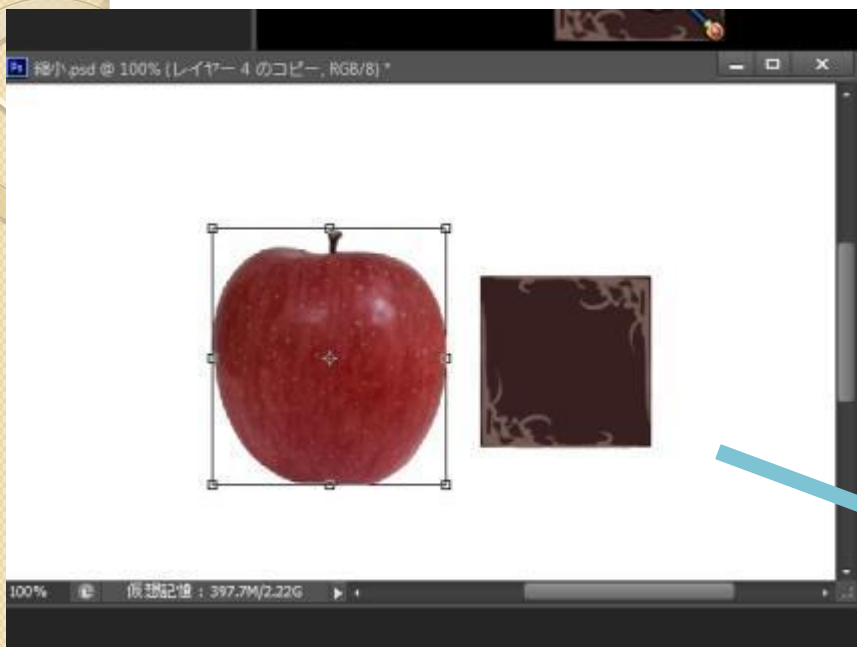 Ps 縮小.psd @ 100% (レイヤー 4 のコピー, RGB/8) *
100% 仮想記憶 : 397.7M/2.22G